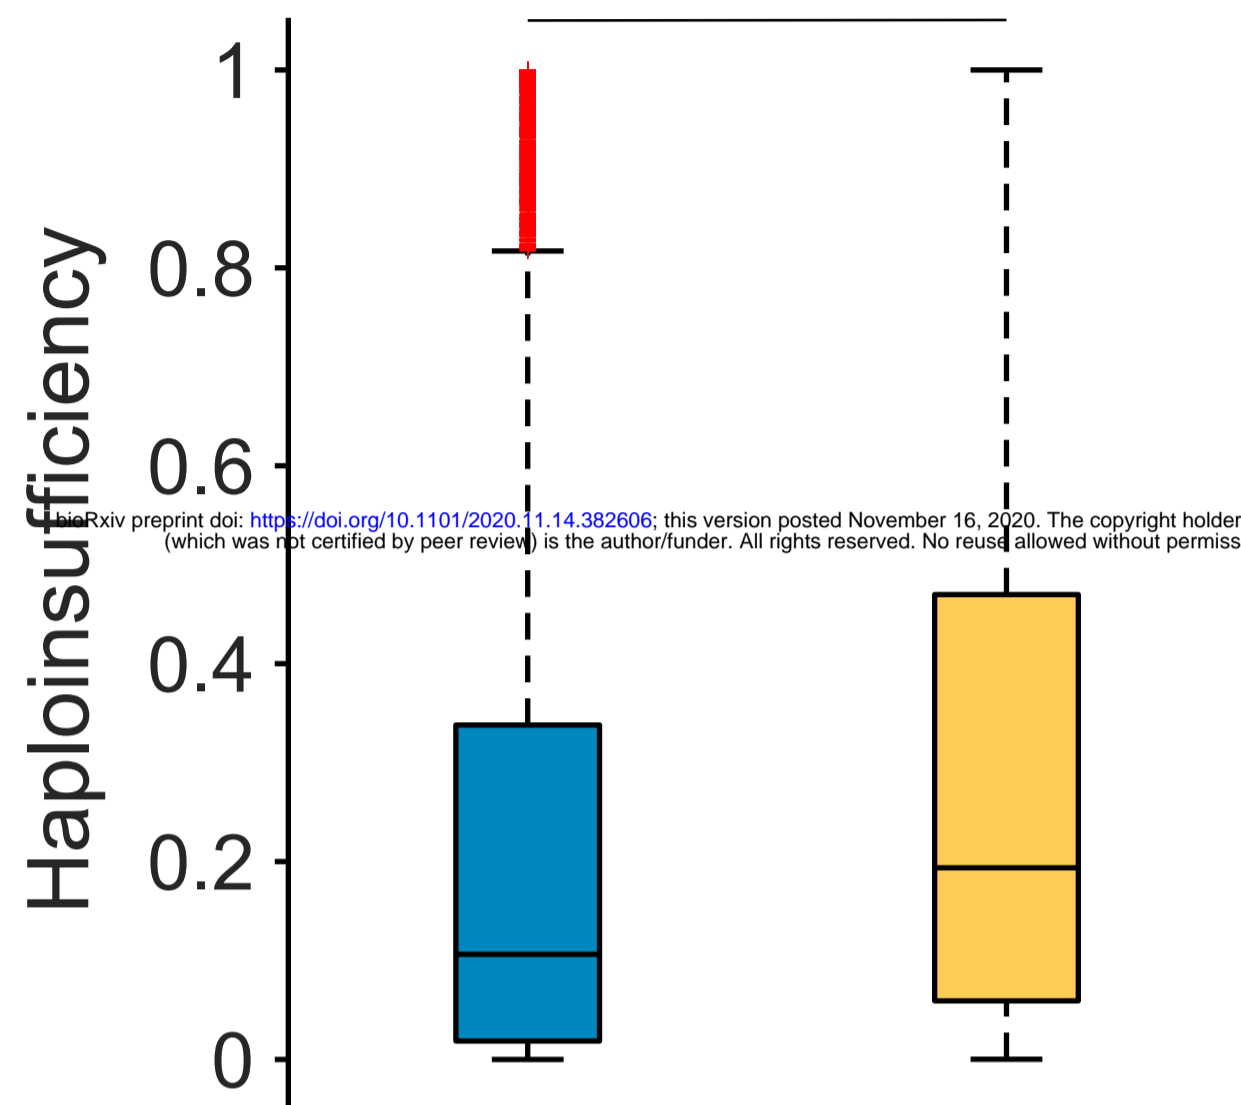 1
0.8
0.6
0.4
0.2
0
Haploinsufficiency
bioRxiv preprint doi: https://doi.org/10.1101/2020.11.14.382606; this version posted November 16, 2020. The copyright holder
(which was not certified by peer review) is the author/funder. All rights reserved. No reuse allowed without permiss